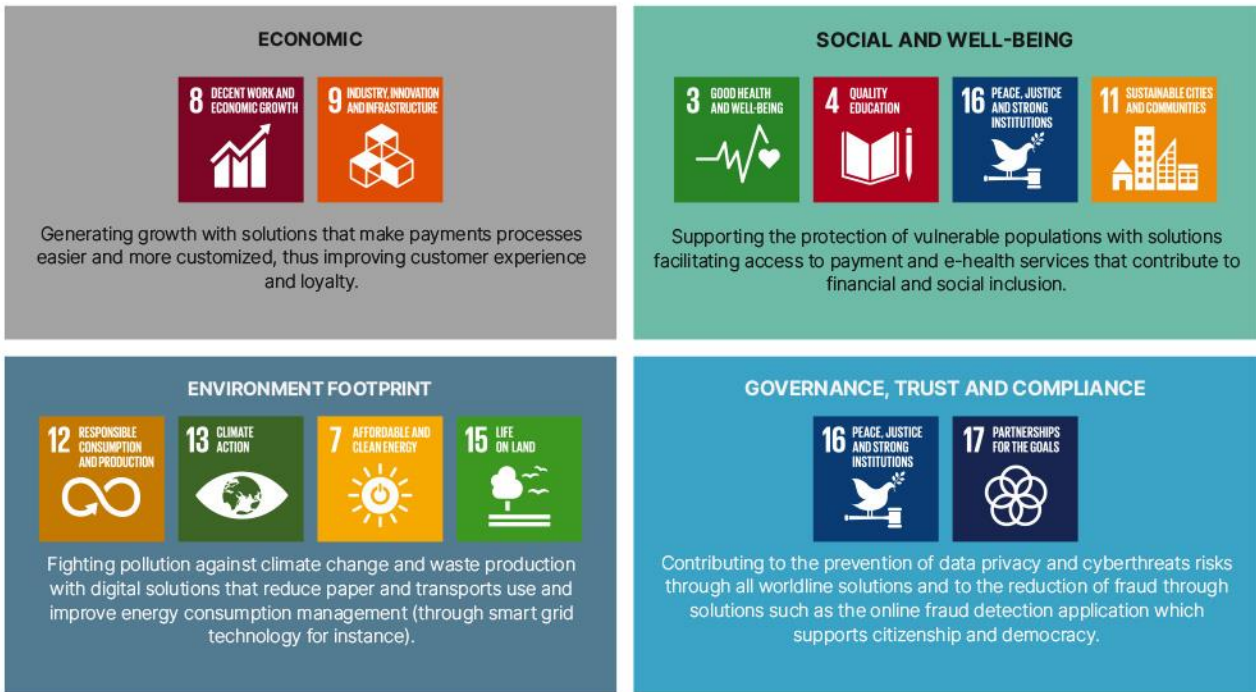 ECONOMIC
8 DECENT WORK AND
ECONOMIC GROWTH
9 INDUSTRY, INNOVATION
AND INFRASTRUCTURE
Generating growth with solutions that make payments processes
easier and more customized, thus improving customer experience
and loyalty.
SOCIAL AND WELL-BEING
3 GOOD HEALTH
AND WELL-BEING
4 QUALITY
EDUCATION
16 PEACE, JUSTICE
AND STRONG
INSTITUTIONS
11 SUSTAINABLE CITIES
AND COMMUNITIES
Supporting the protection of vulnerable populations with solutions
facilitating access to payment and e-health services that contribute to
financial and social inclusion.
ENVIRONMENT FOOTPRINT
12 RESPONSIBLE
CONSUMPTION
AND PRODUCTION
13 CLIMATE
ACTION
7 AFFORDABLE AND
CLEAN ENERGY
15 LIFE
ON LAND
Fighting pollution against climate change and waste production
with digital solutions that reduce paper and transports use and
improve energy consumption management (through smart grid
technology for instance).
GOVERNANCE, TRUST AND COMPLIANCE
16 PEACE, JUSTICE
AND STRONG
INSTITUTIONS
17 PARTNERSHIPS
FOR THE GOALS
Contributing to the prevention of data privacy and cyberthreats risks
through all worldline solutions and to the reduction of fraud through
solutions such as the online fraud detection application which
supports citizenship and democracy.